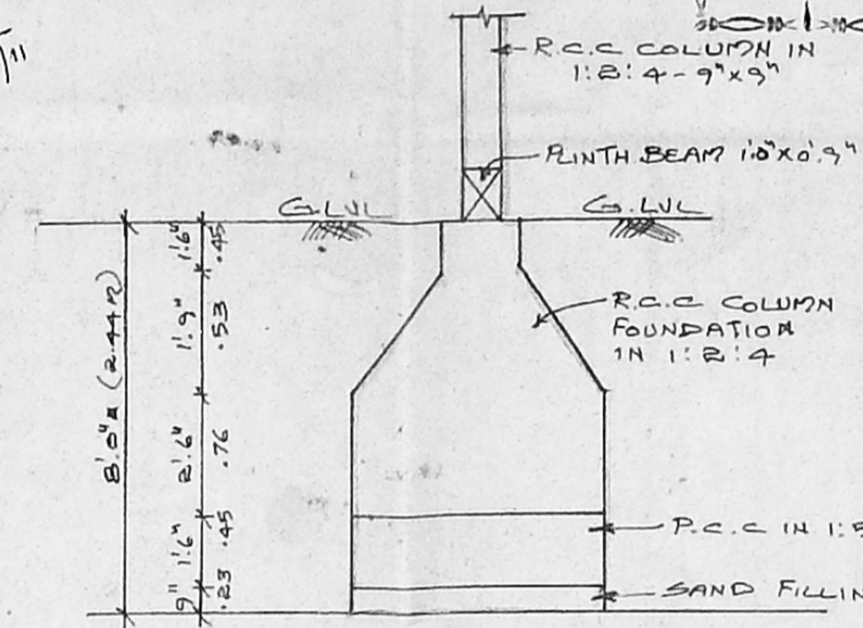 R.C.C COLUMN IN
1:2:4 - 9"x9"
PLINTH.BEAM 1'.0"x0'.9"
G.LVL
G.LVL
R.C.C COLUMN
FOUNDATION
IN 1:2:4
P.C.C IN 1:5
SAND FILLIN
8'.0" (2.44M)
1'.6"
.45
1'.9"
.53
2'.6"
.76
1'.6"
.45
9"
.23